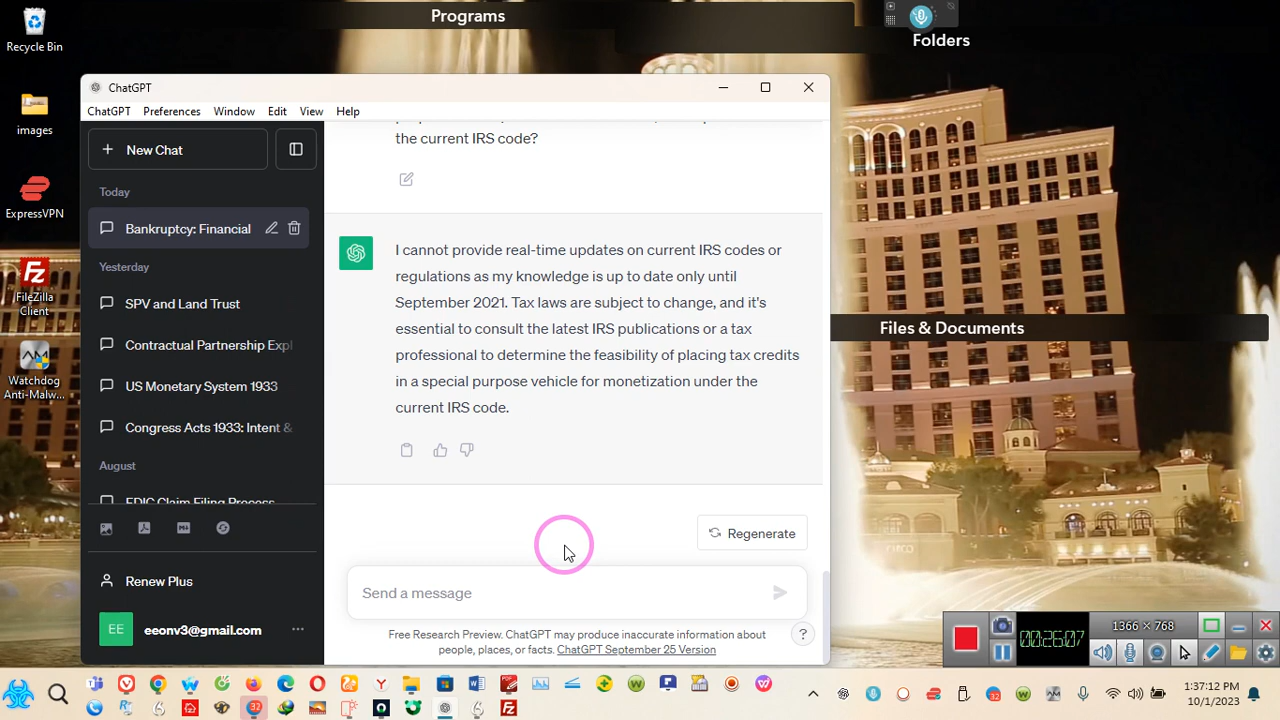 Programs
Folders
Recycle Bin
images
ExpressVPN
FileZilla
Client
Watchdog
Anti-Malw...
Files & Documents
ChatGPT
ChatGPT Preferences Window Edit View Help
New Chat
Today
Bankruptcy: Financial
Yesterday
SPV and Land Trust
Contractual Partnership Expl
US Monetary System 1933
Congress Acts 1933: Intent &
August
FDIC Claim Filing Process
Renew Plus
EE eeonv3@gmail.com
the current IRS code?
I cannot provide real-time updates on current IRS codes or
regulations as my knowledge is up to date only until
September 2021. Tax laws are subject to change, and it's
essential to consult the latest IRS publications or a tax
professional to determine the feasibility of placing tax credits
in a special purpose vehicle for monetization under the
current IRS code.
Regenerate
Send a message
Free Research Preview. ChatGPT may produce inaccurate information about
people, places, or facts. ChatGPT September 25 Version
?
1366 × 768
00:26:07
1:37:12 PM
10/1/2023